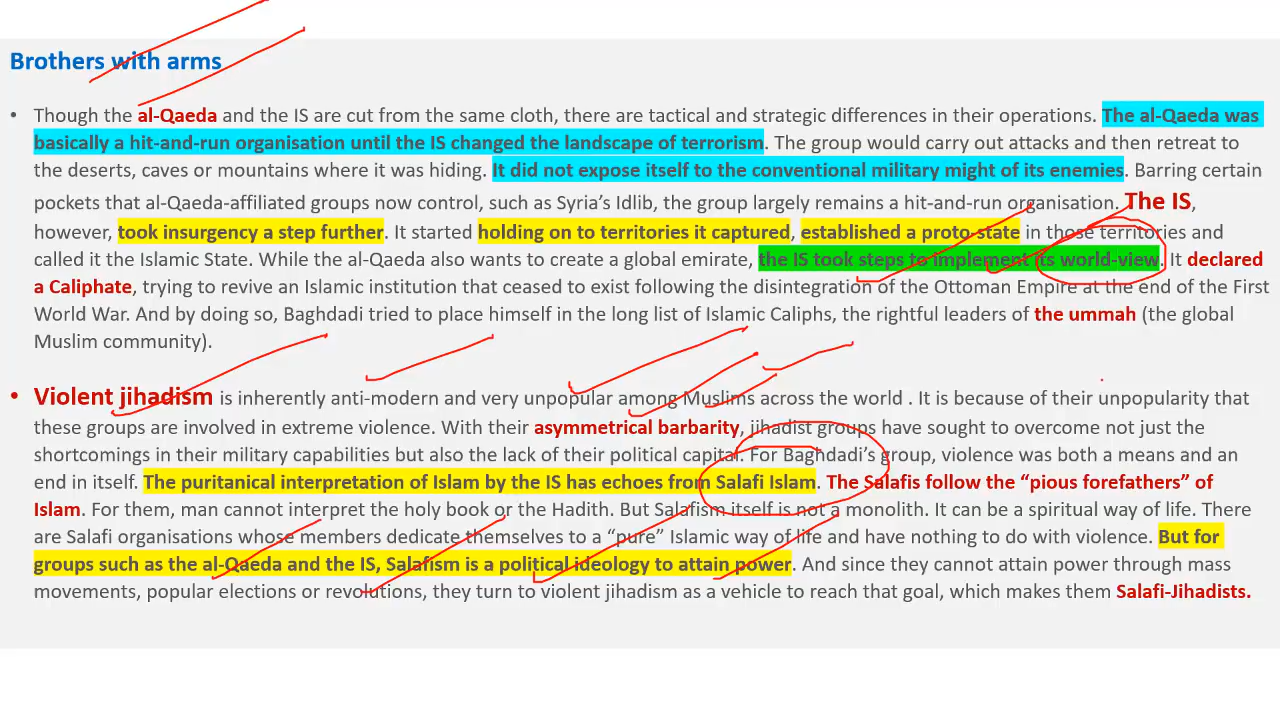 Brothers with arms
• Though the al-Qaeda and the IS are cut from the same cloth, there are tactical and strategic differences in their operations. The al-Qaeda was
basically a hit-and-run organisation until the IS changed the landscape of terrorism. The group would carry out attacks and then retreat to
the deserts, caves or mountains where it was hiding. It did not expose itself to the conventional military might of its enemies. Barring certain
pockets that al-Qaeda-affiliated groups now control, such as Syria's Idlib, the group largely remains a hit-and-run organisation. The IS,
however, took insurgency a step further. It started holding on to territories it captured, established a proto-state in those territories and
called it the Islamic State. While the al-Qaeda also wants to create a global emirate, the IS took steps to implement its world-view. It declared
a Caliphate, trying to revive an Islamic institution that ceased to exist following the disintegration of the Ottoman Empire at the end of the First
World War. And by doing so, Baghdadi tried to place himself in the long list of Islamic Caliphs, the rightful leaders of the ummah (the global
Muslim community).
• Violent jihadism is inherently anti-modern and very unpopular among Muslims across the world . It is because of their unpopularity that
these groups are involved in extreme violence. With their asymmetrical barbarity, jihadist groups have sought to overcome not just the
shortcomings in their military capabilities but also the lack of their political capital. For Baghdadi's group, violence was both a means and an
end in itself. The puritanical interpretation of Islam by the IS has echoes from Salafi Islam. The Salafis follow the "pious forefathers" of
Islam. For them, man cannot interpret the holy book or the Hadith. But Salafism itself is not a monolith. It can be a spiritual way of life. There
are Salafi organisations whose members dedicate themselves to a "pure" Islamic way of life and have nothing to do with violence. But for
groups such as the al-Qaeda and the IS, Salafism is a political ideology to attain power. And since they cannot attain power through mass
movements, popular elections or revolutions, they turn to violent jihadism as a vehicle to reach that goal, which makes them Salafi-Jihadists.